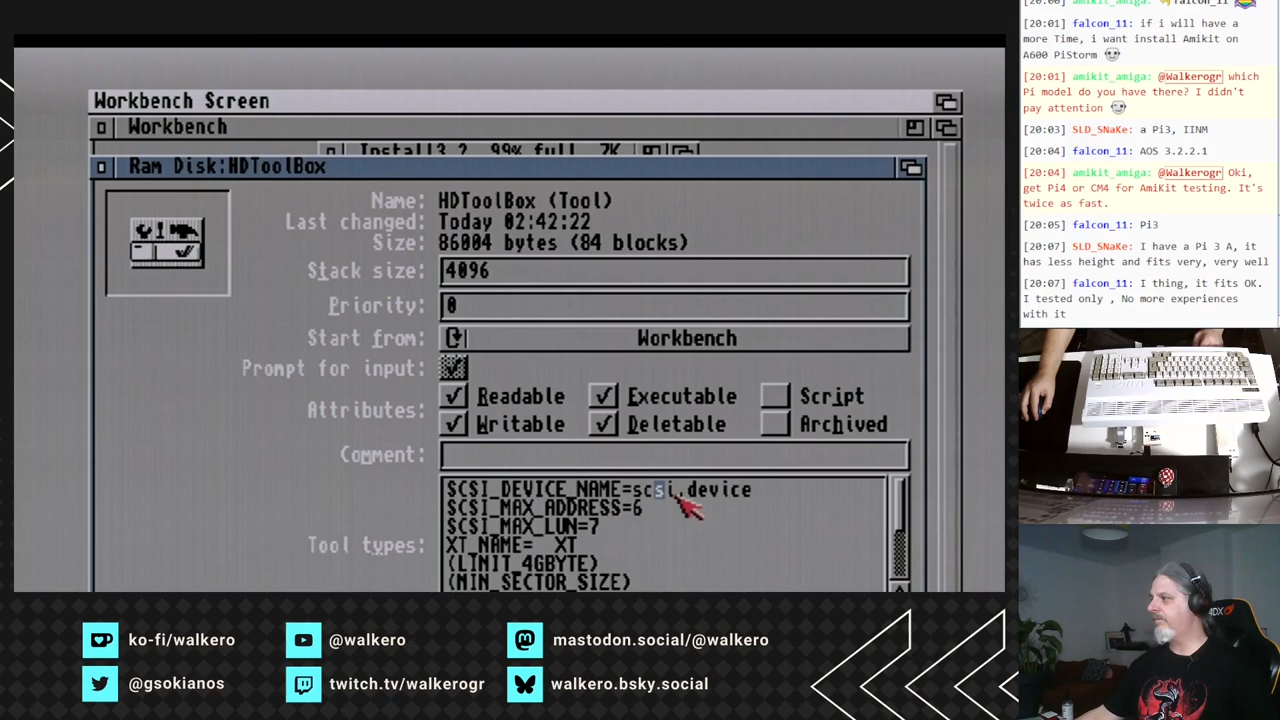 Workbench Screen
Workbench
Install3.2 99% full, 7K
Ram Disk:HDToolBox
Name: HDToolBox (Tool)
Last changed: Today 02:42:22
Size: 86004 bytes (84 blocks)
Stack size: 4096
Priority: 0
Start from: Workbench
Prompt for input:
Attributes:
Readable
Executable
Script
Writable
Deletable
Archived
Comment:
Tool types:
SCSI_DEVICE_NAME=scsi.device
SCSI_MAX_ADDRESS=6
SCSI_MAX_LUN=7
XT_NAME= XT
(LIMIT_4GBYTE)
(MIN_SECTOR_SIZE)
[20:00] amikit_amiga: falcon_11
[20:01] falcon_11: if i will have a
more Time, i want install Amikit on
A600 PiStorm
[20:01] amikit_amiga: @Walkerogr which
Pi model do you have there? I didn't
pay attention
[20:03] SLD_SNaKe: a Pi3, IINM
[20:04] falcon_11: AOS 3.2.2.1
[20:04] amikit_amiga: @Walkerogr Oki,
get Pi4 or CM4 for AmiKit testing. It's
twice as fast.
[20:05] falcon_11: Pi3
[20:07] SLD_SNaKe: I have a Pi 3 A, it
has less height and fits very, very well
[20:07] falcon_11: I thing, it fits OK.
I tested only , No more experiences
with it
ko-fi/walkero
@walkero
mastodon.social/@walkero
@gsokianos
twitch.tv/walkerogr
walkero.bsky.social